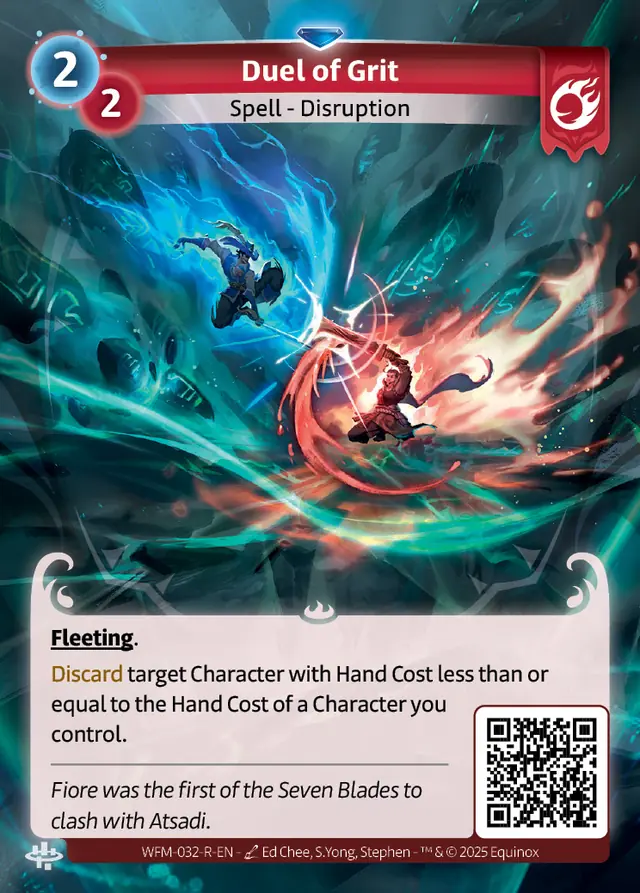 2
Duel of Grit
2
Spell - Disruption
Fleeting.
Discard target Character with Hand Cost less than or
equal to the Hand Cost of a Character you
control.
Fiore was the first of the Seven Blades to
clash with Atsadi.
WFM-032-R-EN - Ed Chee, S.Yong, Stephen - ™ & © 2025 Equinox